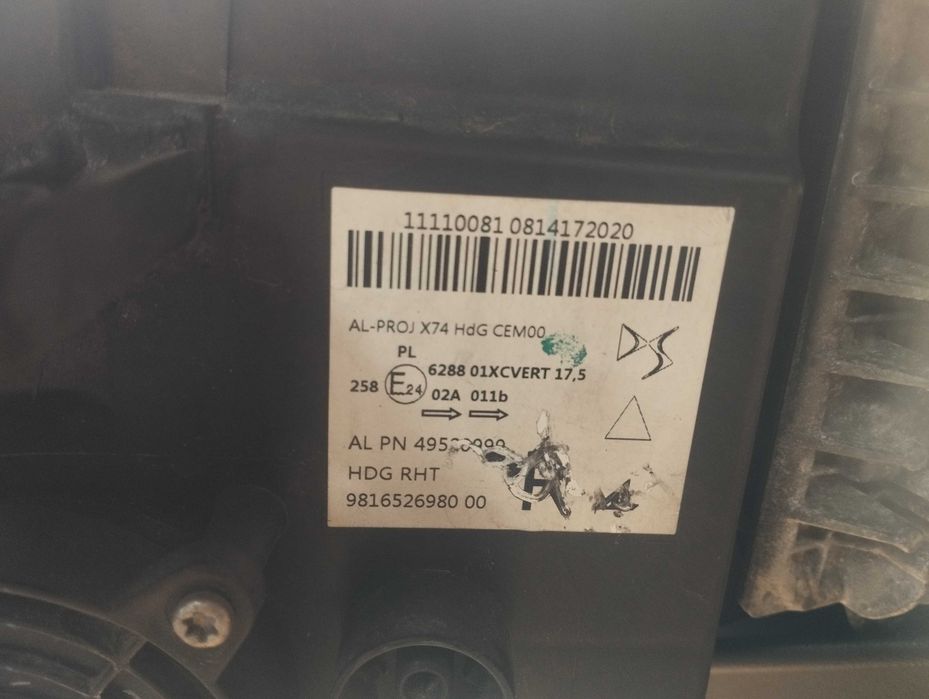 11110081 0814172020
AL-PROJ X74 HdG CEM00
DS
PL
6288 01XCVERT 17,5
258 E24 02A 011b
AL PN
HDG RHT
9816526980 00